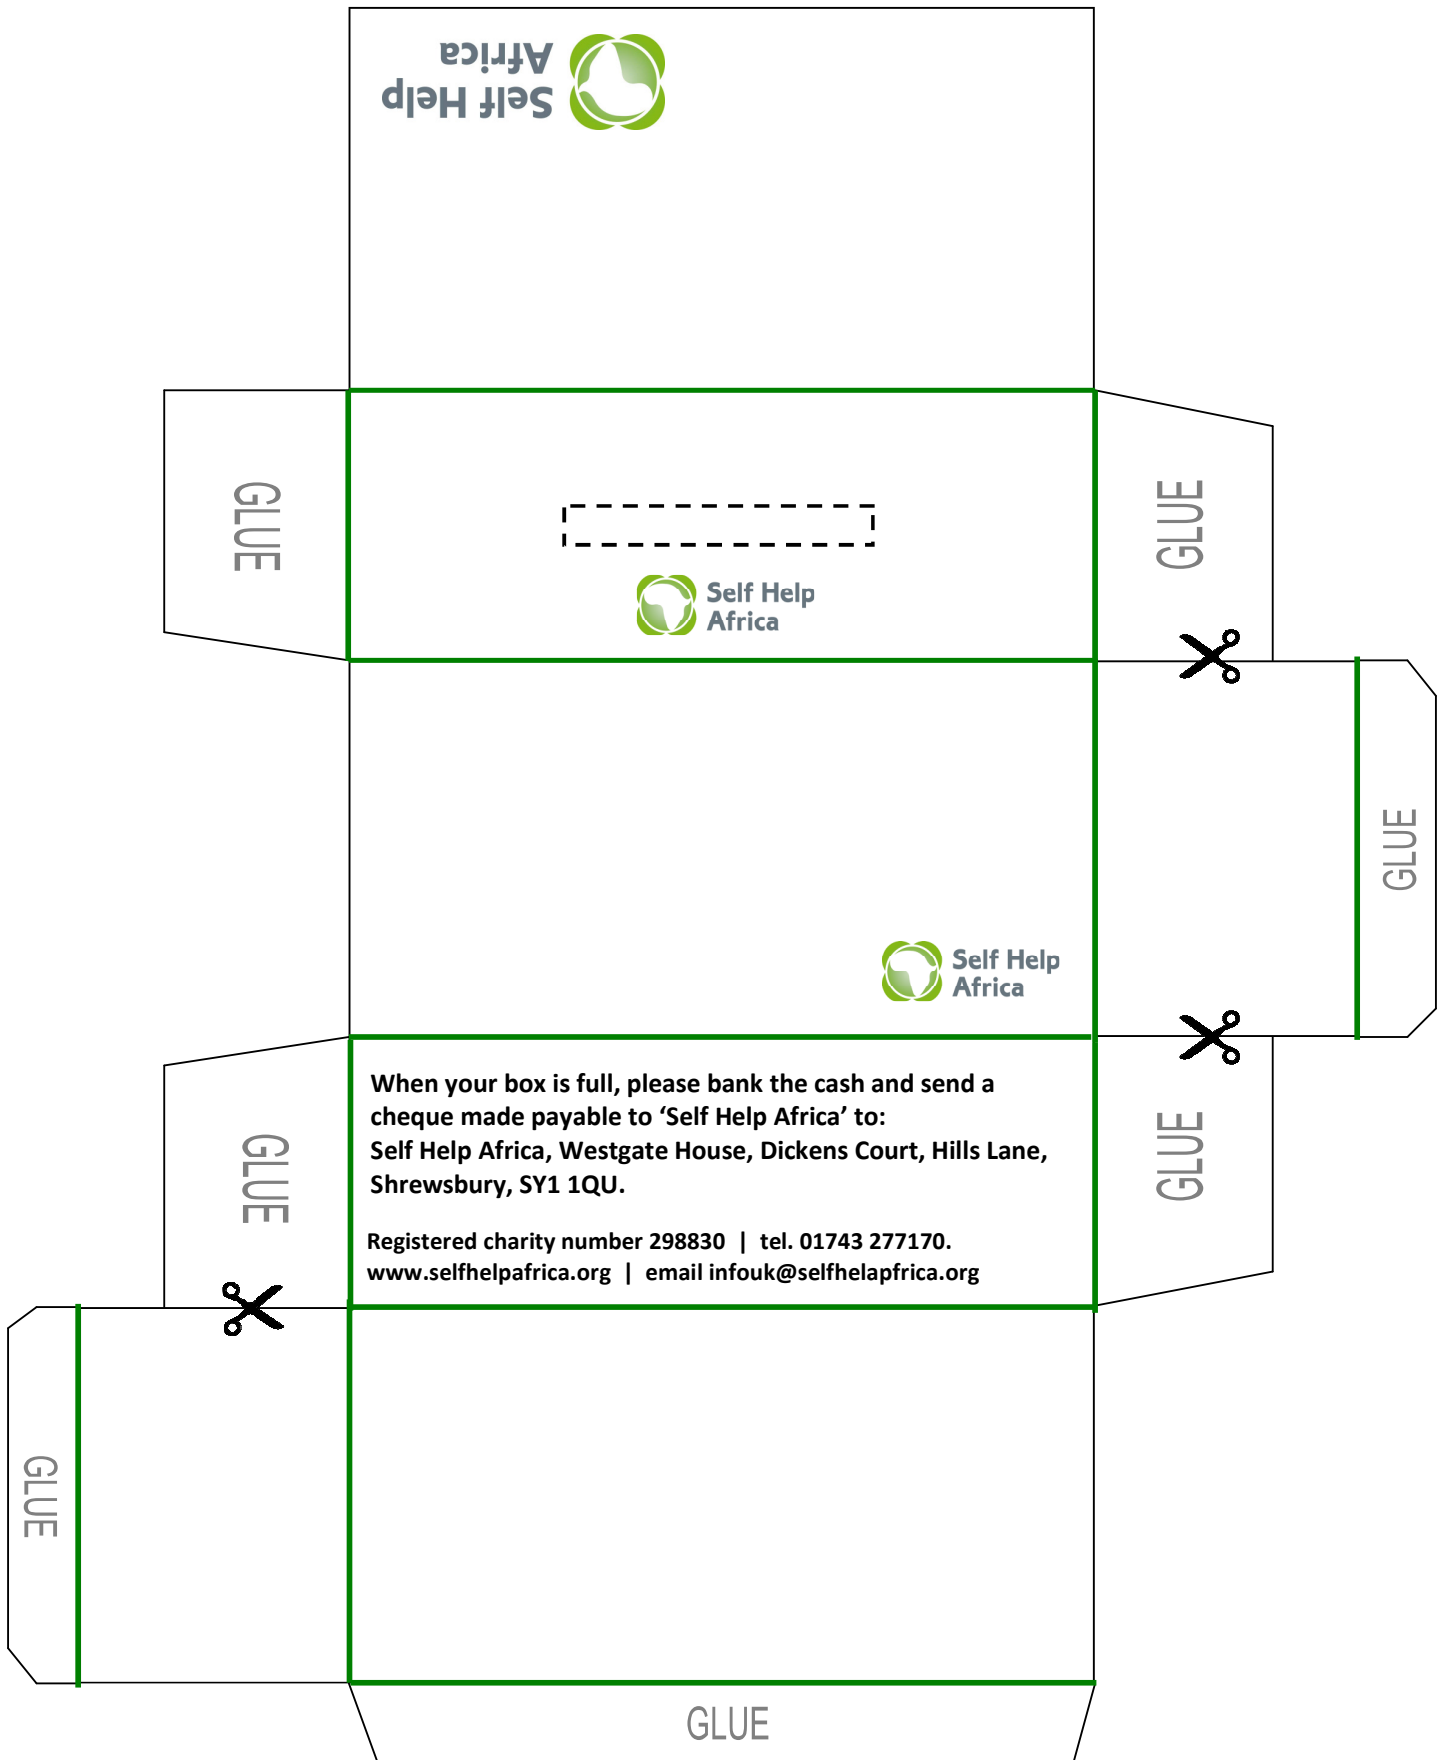 Self Help
Africa
GLUE
GLUE
Self Help
Africa
GLUE
Self Help
Africa
When your box is full, please bank the cash and send a
cheque made payable to ‘Self Help Africa’ to:
Self Help Africa, Westgate House, Dickens Court, Hills Lane,
Shrewsbury, SY1 1QU.
GLUE
GLUE
Registered charity number 298830 | tel. 01743 277170.
www.selfhelpafrica.org | email infouk@selfhelapfrica.org
GLUE
GLUE